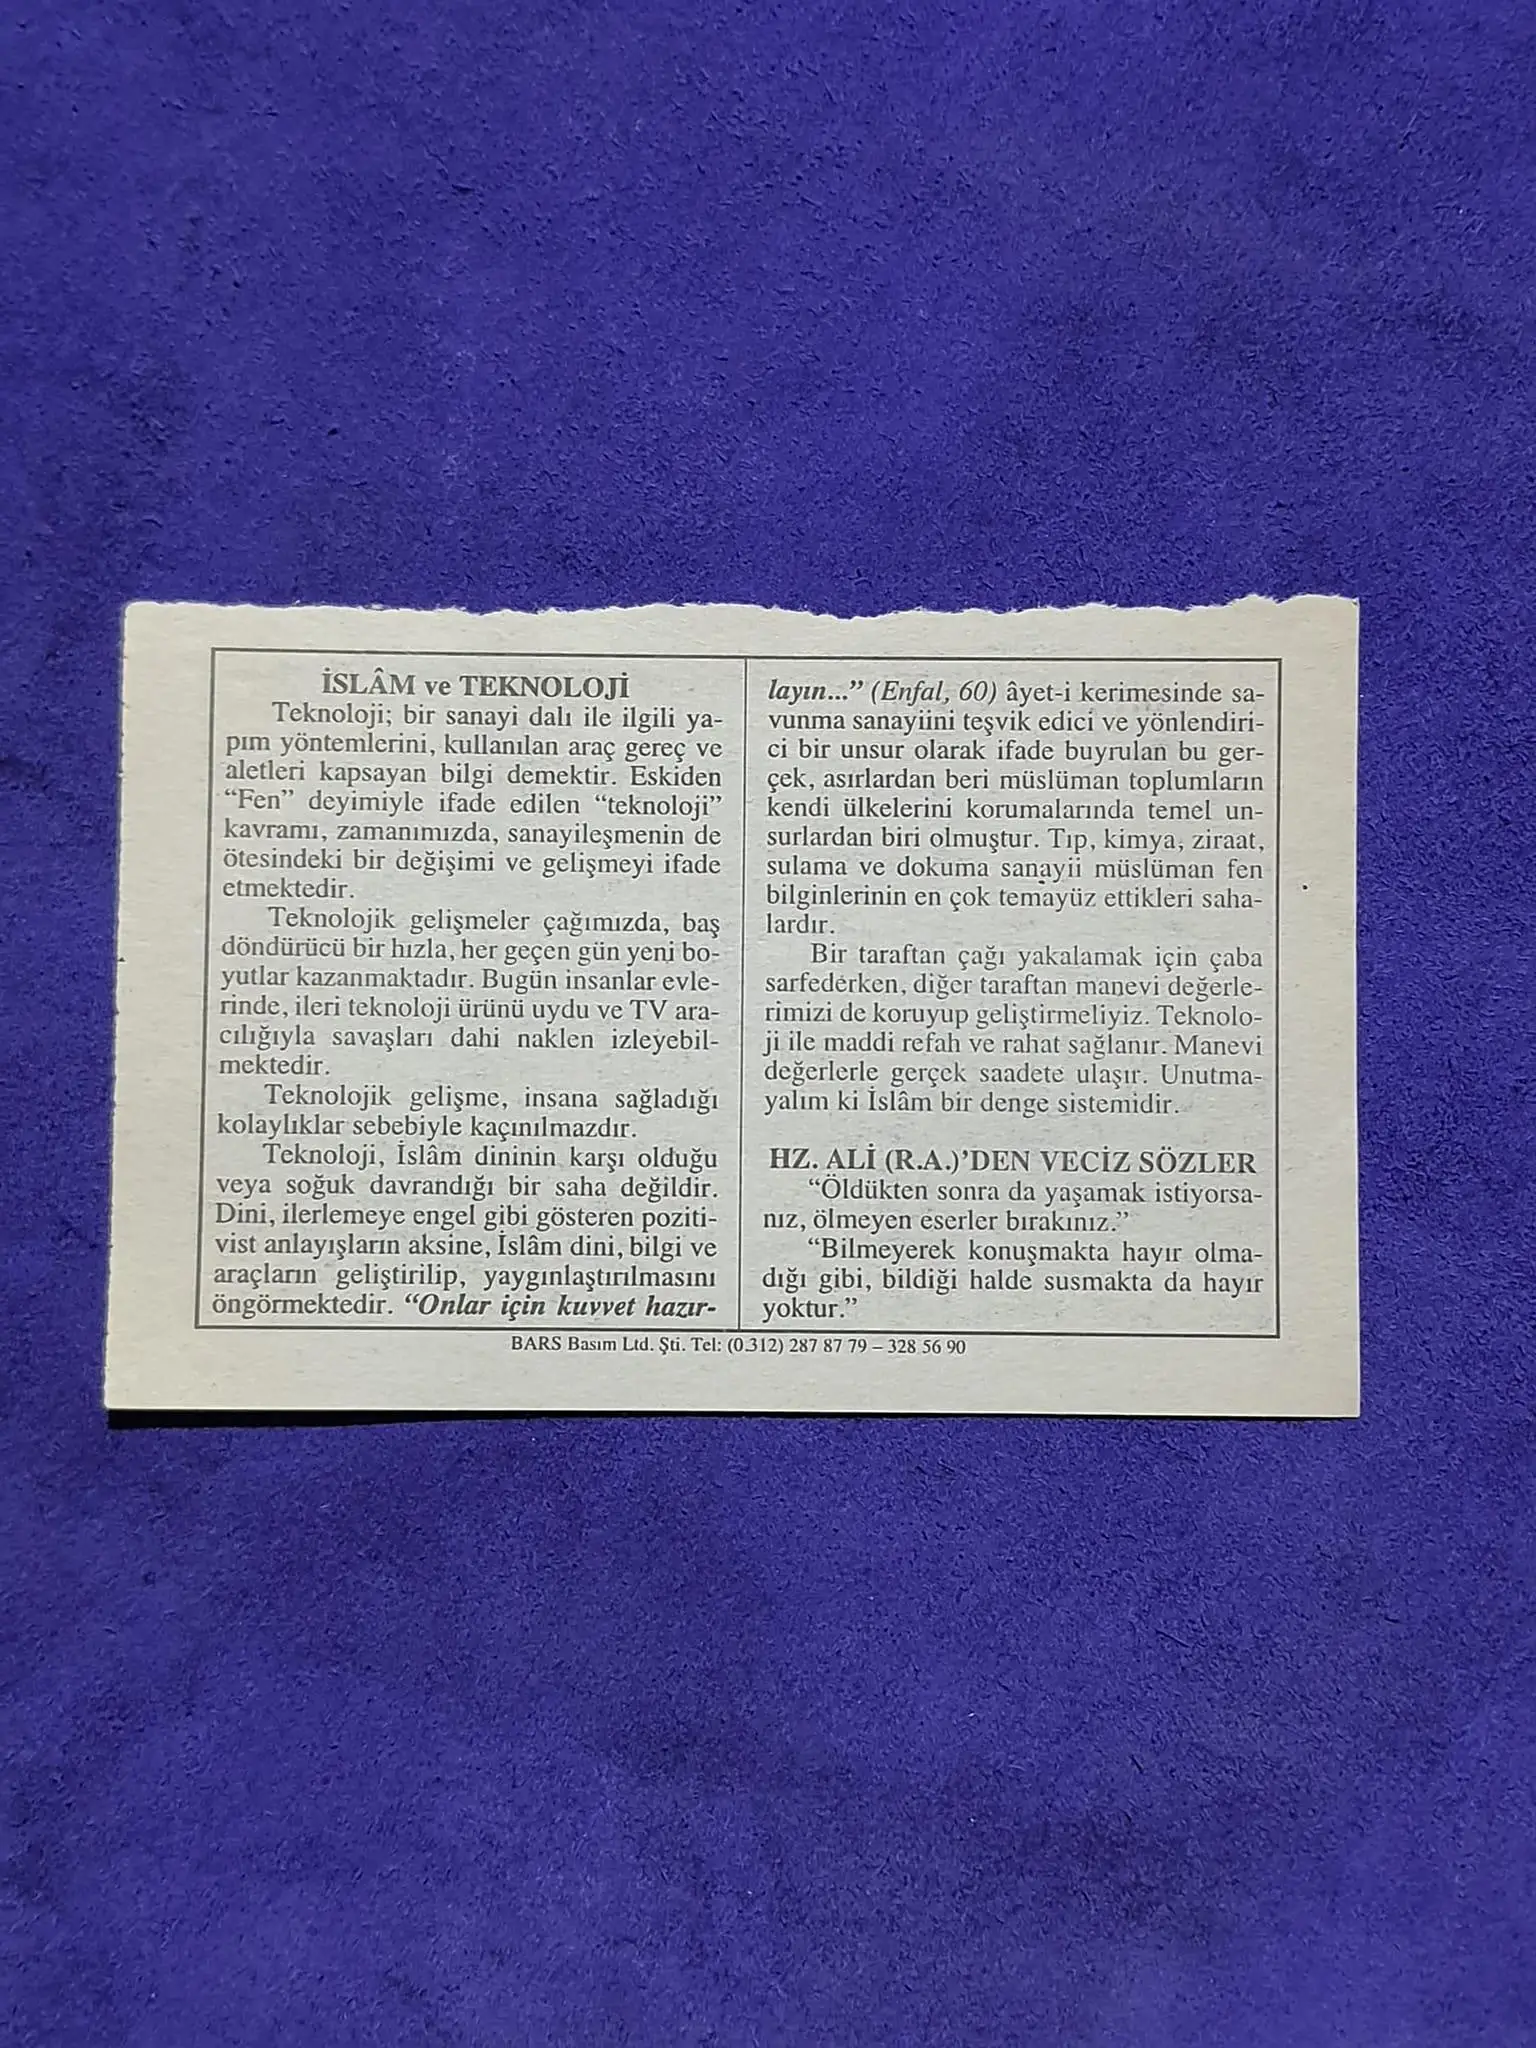 İSLÂM ve TEKNOLOJİ
Teknoloji; bir sanayi dalı ile ilgili ya-
pım yöntemlerini, kullanılan araç gereç ve
aletleri kapsayan bilgi demektir. Eskiden
“Fen” deyimiyle ifade edilen “teknoloji”
kavramı, zamanımızda, sanayileşmenin de
ötesindeki bir değişimi ve gelişmeyi ifade
etmektedir.
Teknolojik gelişmeler çağımızda, baş
döndürücü bir hızla, her geçen gün yeni bo-
yutlar kazanmaktadır. Bugün insanlar evle-
rinde, ileri teknoloji ürünü uydu ve TV ara-
cılığıyla savaşları dahi naklen izleyebil-
mektedir.
Teknolojik gelişme, insana sağladığı
kolaylıklar sebebiyle kaçınılmazdır.
Teknoloji, İslâm dininin karşı olduğu
veya soğuk davrandığı bir saha değildir.
Dini, ilerlemeye engel gibi gösteren poziti-
vist anlayışların aksine, İslâm dini, bilgi ve
araçların geliştirilip, yaygınlaştırılmasını
öngörmektedir. “Onlar için kuvvet hazır-
layın...” (Enfal, 60) âyet-i kerimesinde sa-
vunma sanayiini teşvik edici ve yönlendiri-
ci bir unsur olarak ifade buyrulan bu ger-
çek, asırlardan beri müslüman toplumların
kendi ülkelerini korumalarında temel un-
surlardan biri olmuştur. Tıp, kimya, ziraat,
sulama ve dokuma sanayii müslüman fen
bilginlerinin en çok temayüz ettikleri saha-
lardır.
Bir taraftan çağı yakalamak için çaba
sarfederken, diğer taraftan manevi değerle-
rimizi de koruyup geliştirmeliyiz. Teknolo-
ji ile maddi refah ve rahat sağlanır. Manevi
değerlerle gerçek saadete ulaşır. Unutma-
yalım ki İslâm bir denge sistemidir.
HZ. ALİ (R.A.)’DEN VECİZ SÖZLER
“Öldükten sonra da yaşamak istiyorsa-
nız, ölmeyen eserler bırakınız.”
“Bilmeyerek konuşmakta hayır olma-
dığı gibi, bildiği halde susmakta da hayır
yoktur.”
BARS Basım Ltd. Şti. Tel: (0.312) 287 87 79 – 328 56 90